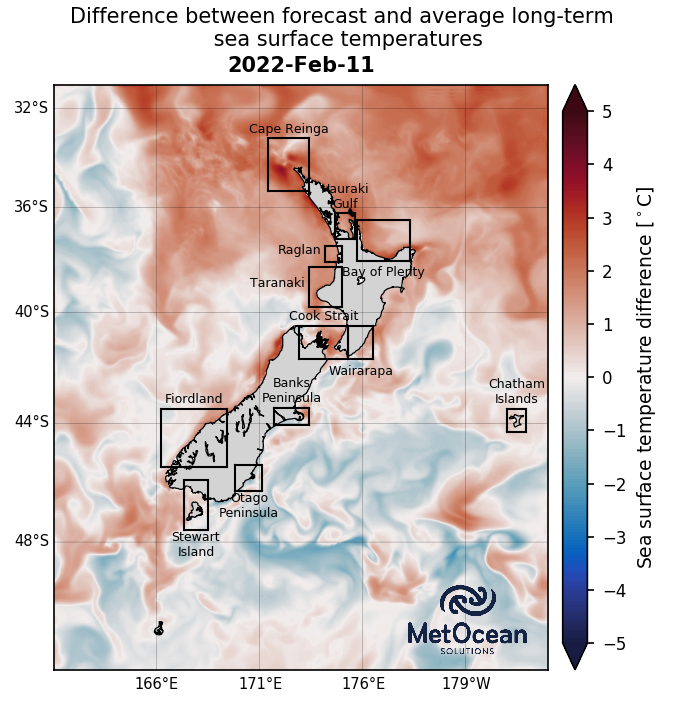 Difference between forecast and average long-term
sea surface temperatures
2022-Feb-11
32°S
36°S
40°S
44°S
48°S
166°E
171°E
176°E
179°W
Cape Reinga
Hauraki
Gulf
Raglan
Bay of Plenty
Taranaki
Cook Strait
Wairarapa
Banks
Peninsula
Fiordland
Chatham
Islands
Otago
Peninsula
Stewart
Island
MetOcean
SOLUTIONS
5
4
3
2
1
0
−1
−2
−3
−4
−5
Sea surface temperature difference [°C]